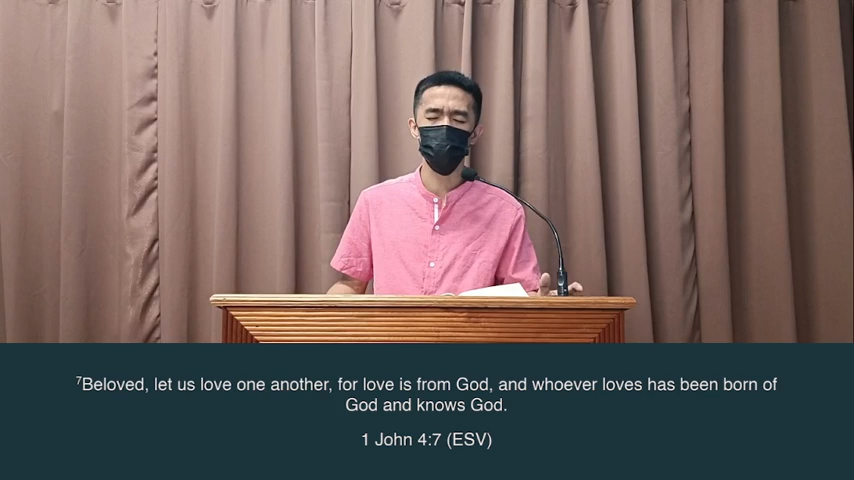 ⁷Beloved, let us love one another, for love is from God, and whoever loves has been born of
God and knows God.
1 John 4:7 (ESV)